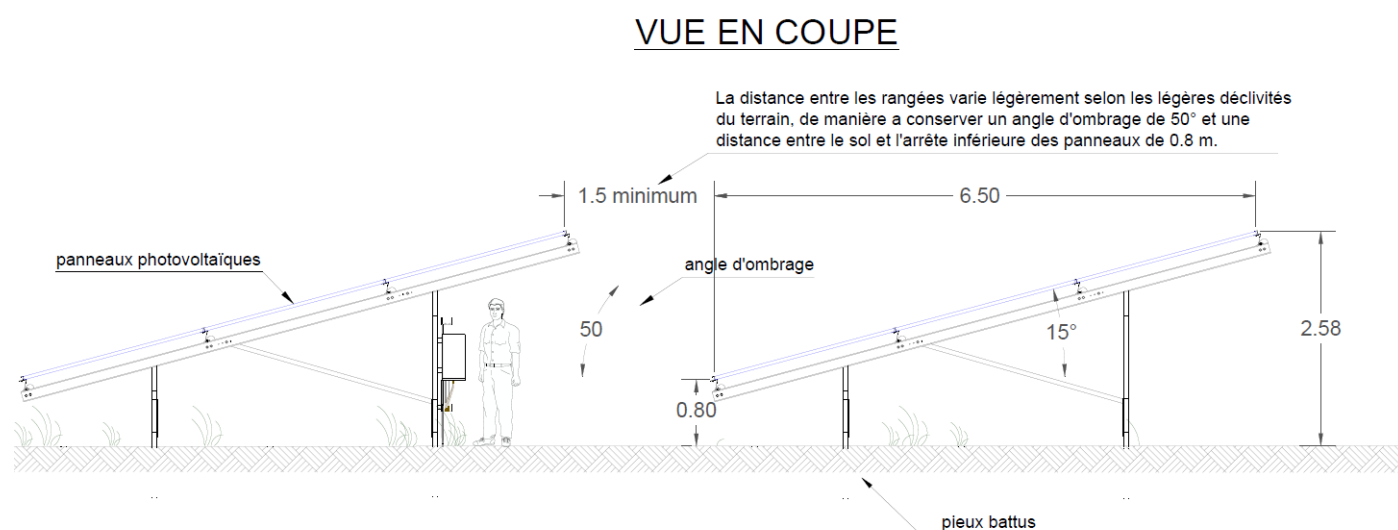 VUE EN COUPE
La distance entre les rangées varie légèrement selon les légères déclivités
du terrain, de manière a conserver un angle d'ombrage de 50° et une
distance entre le sol et l'arrête inférieure des panneaux de 0.8 m.
1.5 minimum
6.50
panneaux photovoltaïques
angle d'ombrage
50
15°
2.58
0.80
pieux battus